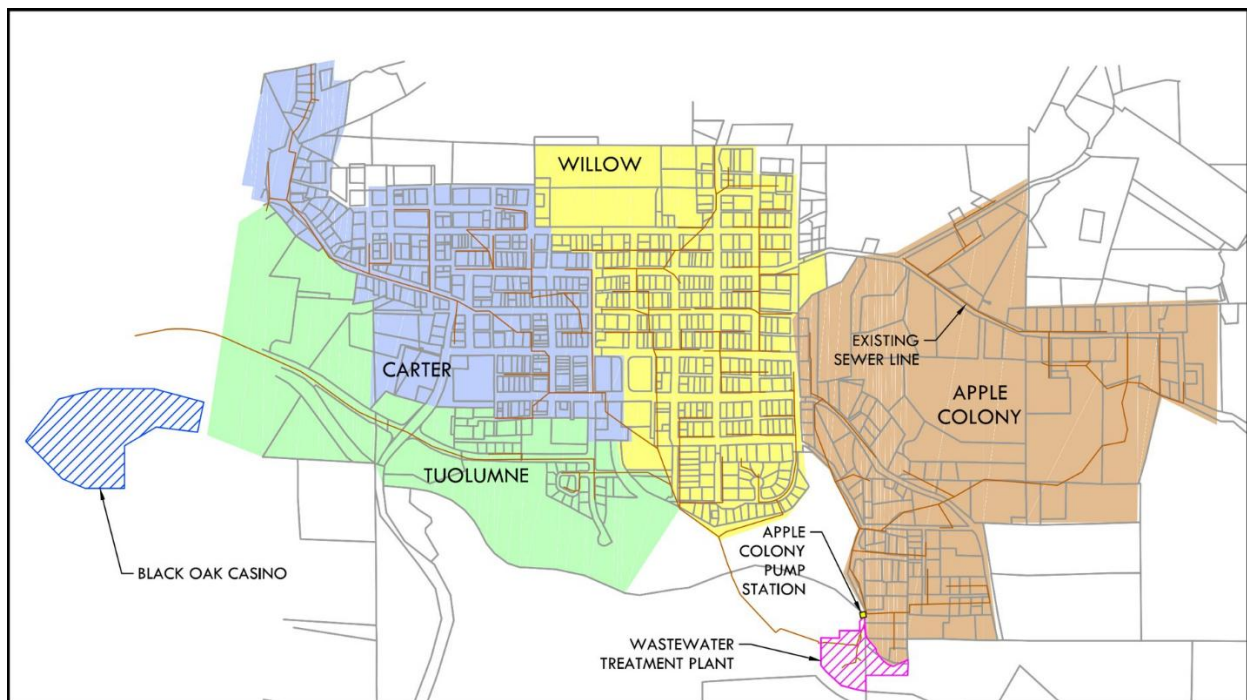 WILLOW
EXISTING
SEWER LINE
CARTER
APPLE
COLONY
TUOLUMNE
BLACK OAK CASINO
APPLE
COLONY
PUMP
STATION
WASTEWATER
TREATMENT PLANT